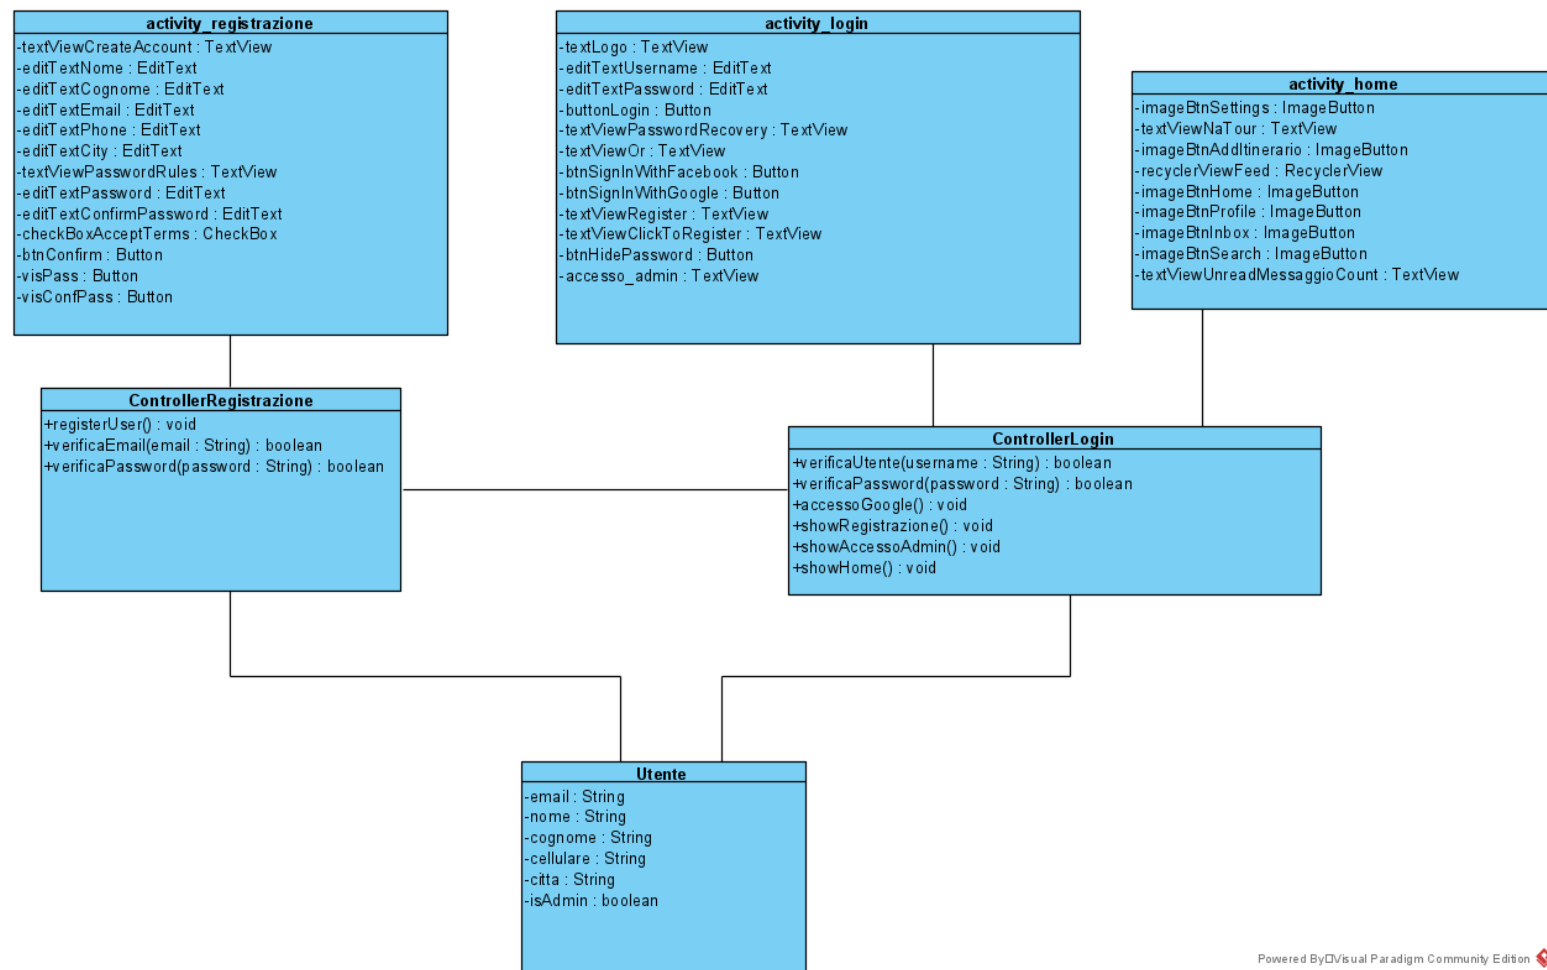 activity_registrazione
-textViewCreateAccount : TextView
-editTextNome : EditText
-editTextCognome : EditText
-editTextEmail : EditText
-editTextPhone : EditText
-editTextCity : EditText
-textViewPasswordRules : TextView
-editTextPassword : EditText
-editTextConfirmPassword : EditText
-checkBoxAcceptTerms : CheckBox
-btnConfirm : Button
-visPass : Button
-visConfPass : Button
activity_login
-textLogo : TextView
-editTextUsername : EditText
-editTextPassword : EditText
-buttonLogin : Button
-textViewPasswordRecovery : TextView
-textViewOr : TextView
-btnSignInWithFacebook : Button
-btnSignInWithGoogle : Button
-textViewRegister : TextView
-textViewClickToRegister : TextView
-btnHidePassword : Button
-accesso_admin : TextView
activity_home
-imageBtnSettings : ImageButton
-textViewNaTour : TextView
-imageBtnAddItinerario : ImageButton
-recyclerViewFeed : RecyclerView
-imageBtnHome : ImageButton
-imageBtnProfile : ImageButton
-imageBtnInbox : ImageButton
-imageBtnSearch : ImageButton
-textViewUnreadMessaggioCount : TextView
ControllerRegistrazione
+registerUser() : void
+verificaEmail(email : String) : boolean
+verificaPassword(password : String) : boolean
ControllerLogin
+verificaUtente(username : String) : boolean
+verificaPassword(password : String) : boolean
+accessoGoogle() : void
+showRegistrazione() : void
+showAccessoAdmin() : void
+showHome() : void
Utente
-email : String
-nome : String
-cognome : String
-cellulare : String
-citta : String
-isAdmin : boolean
Powered By□Visual Paradigm Community Edition